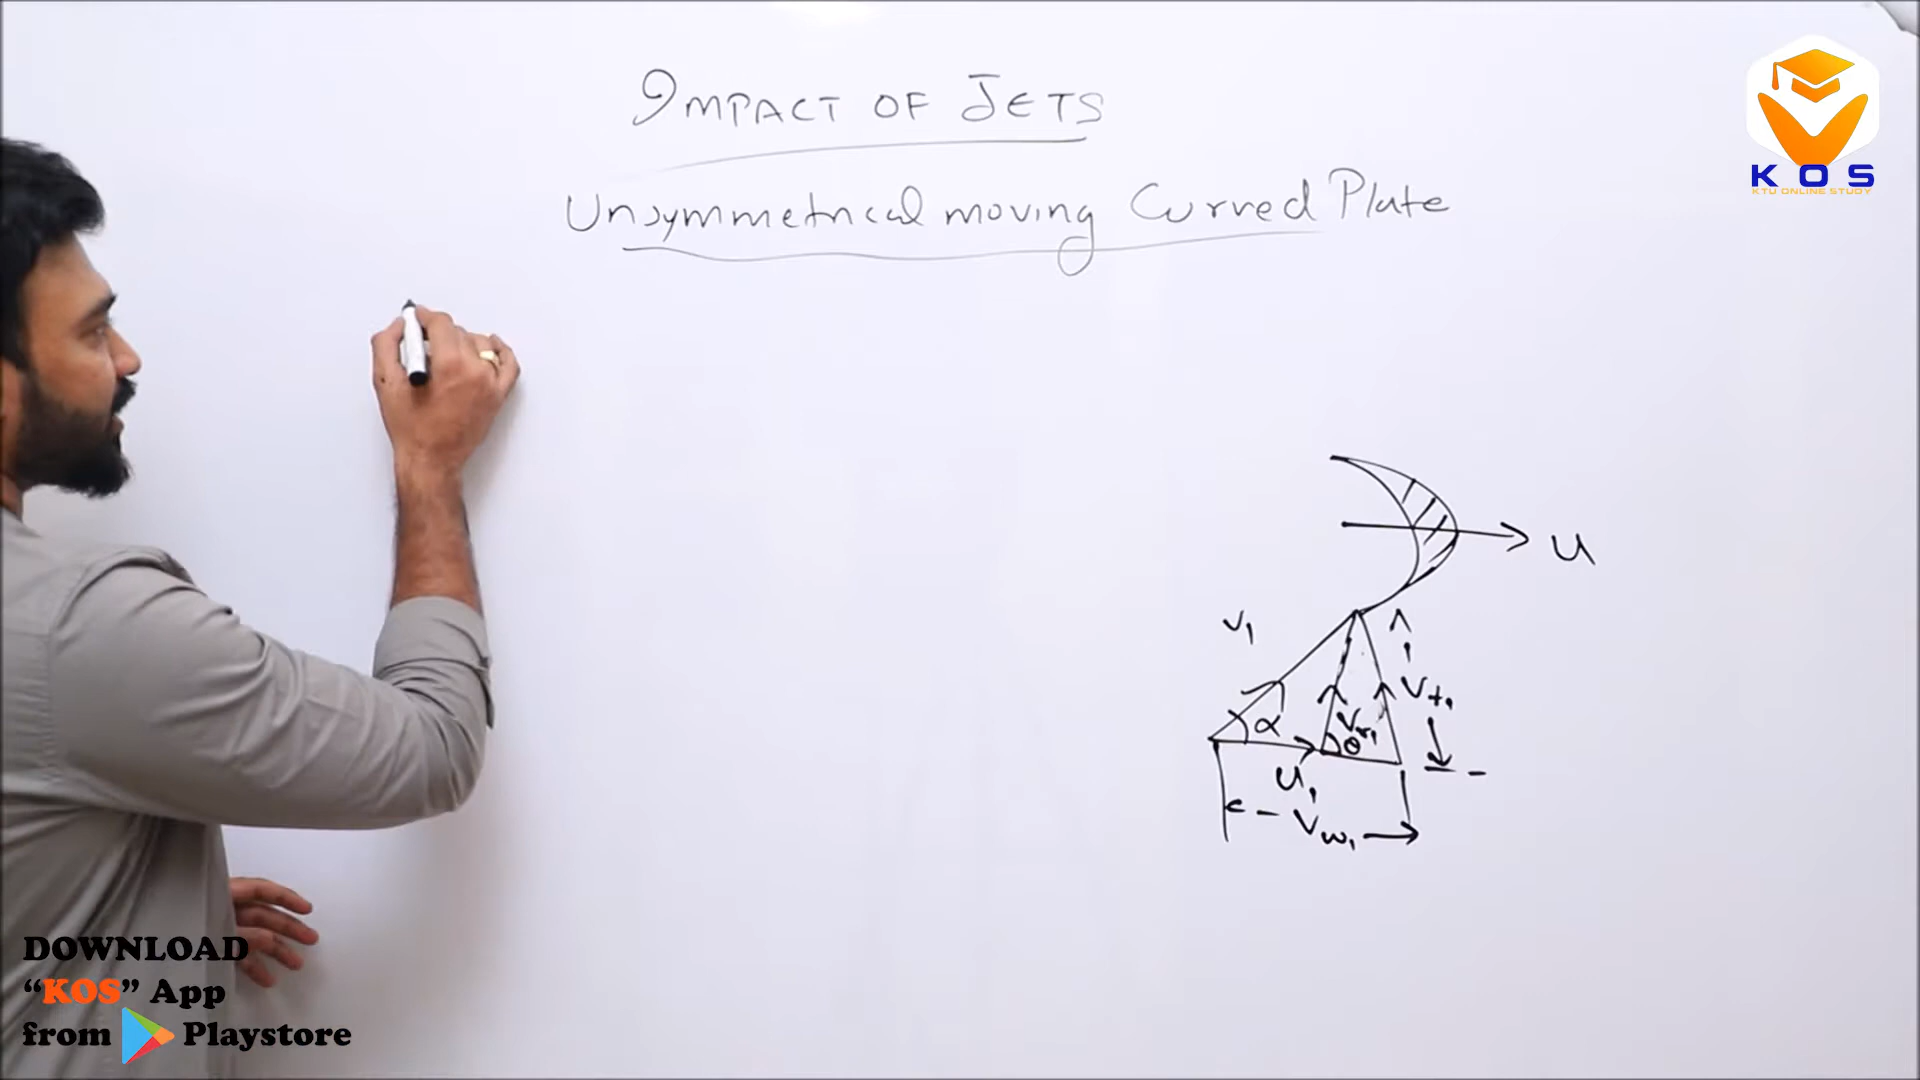 IMPACT OF JETS
Unsymmetrical moving Curved Plate
K O S
KTU ONLINE STUDY
u
V1
Vf1
α
Vr1
θ
u1
Vw1
DOWNLOAD
“KOS” App
from Playstore